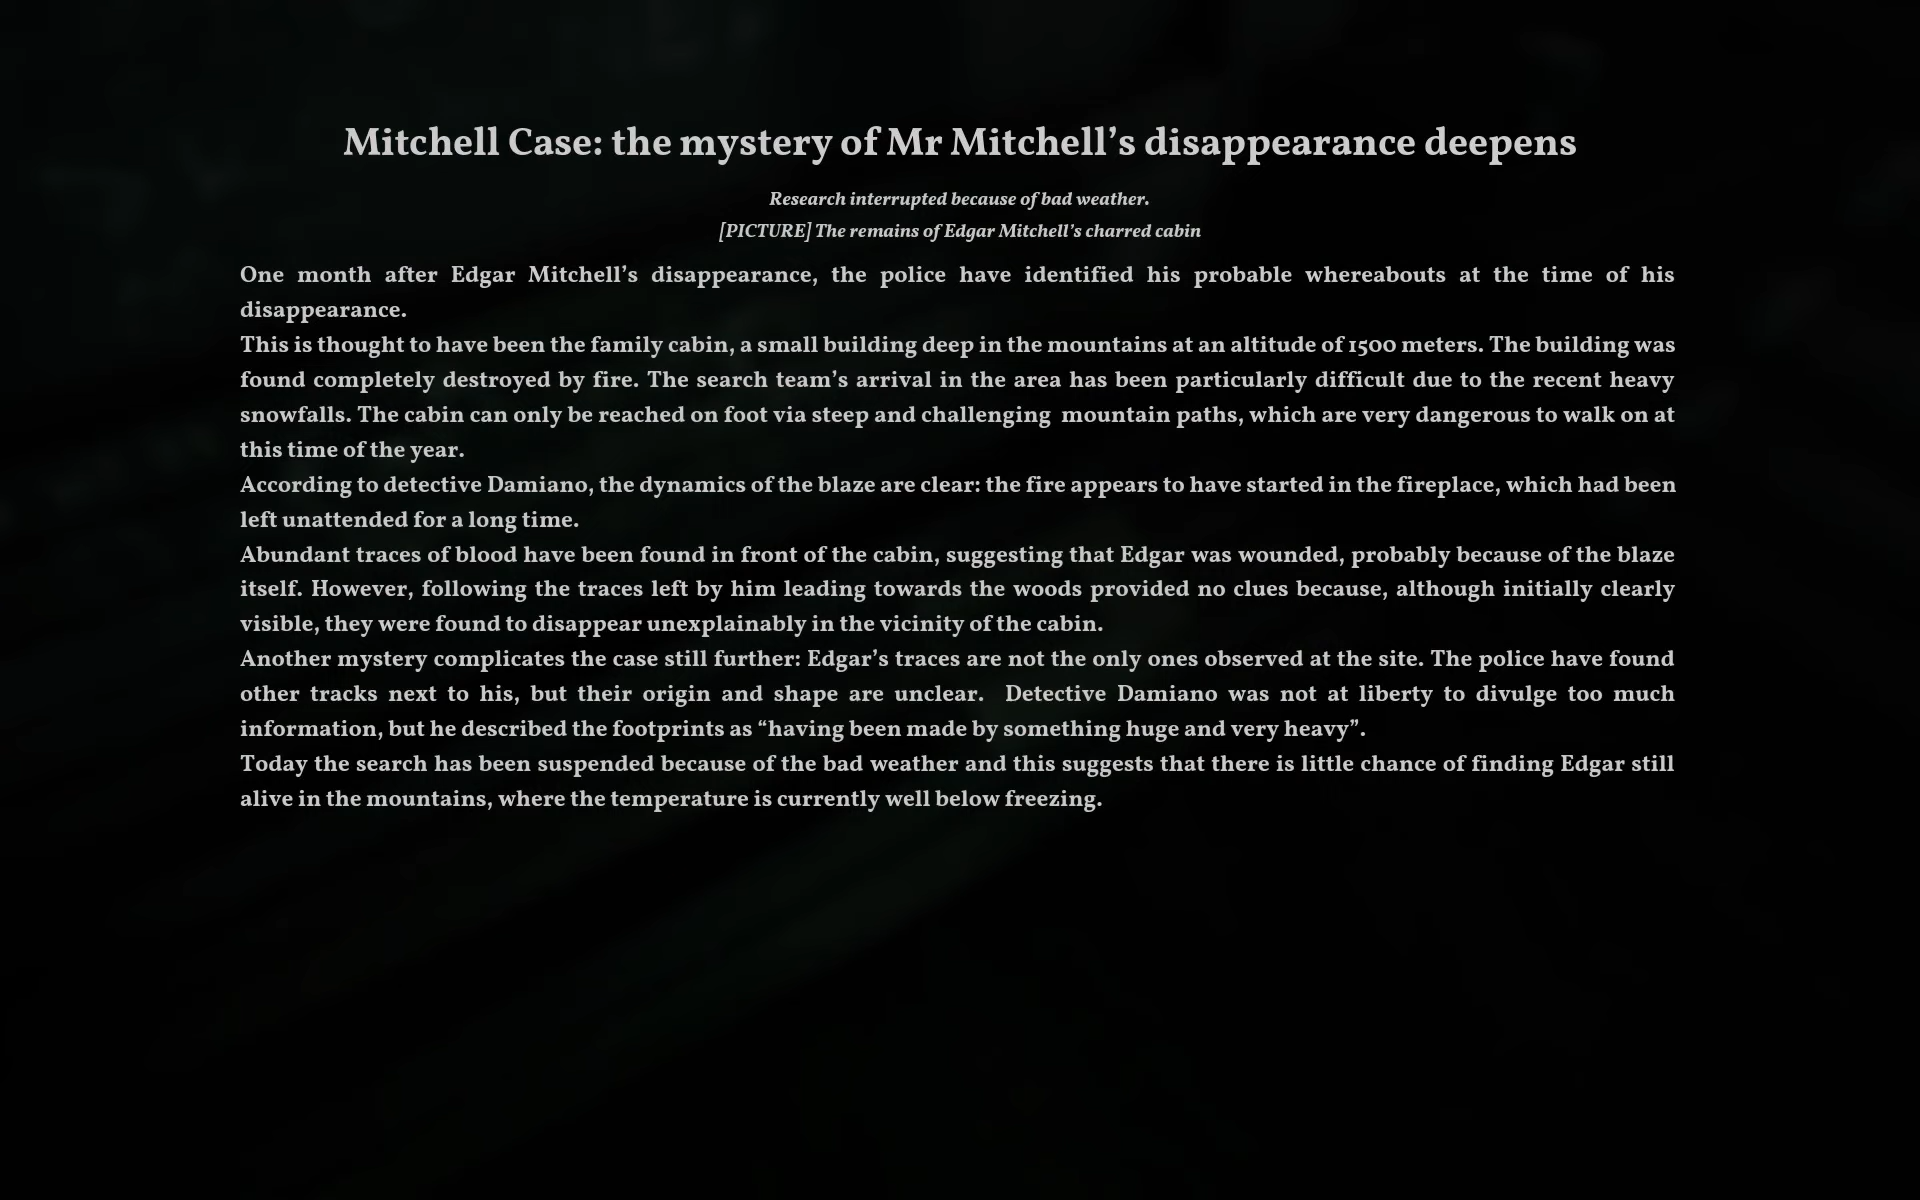 Mitchell Case: the mystery of Mr Mitchell’s disappearance deepens
Research interrupted because of bad weather.
[PICTURE] The remains of Edgar Mitchell’s charred cabin
One month after Edgar Mitchell’s disappearance, the police have identified his probable whereabouts at the time of his
disappearance.
This is thought to have been the family cabin, a small building deep in the mountains at an altitude of 1500 meters. The building was
found completely destroyed by fire. The search team’s arrival in the area has been particularly difficult due to the recent heavy
snowfalls. The cabin can only be reached on foot via steep and challenging  mountain paths, which are very dangerous to walk on at
this time of the year.
According to detective Damiano, the dynamics of the blaze are clear: the fire appears to have started in the fireplace, which had been
left unattended for a long time.
Abundant traces of blood have been found in front of the cabin, suggesting that Edgar was wounded, probably because of the blaze
itself. However, following the traces left by him leading towards the woods provided no clues because, although initially clearly
visible, they were found to disappear unexplainably in the vicinity of the cabin.
Another mystery complicates the case still further: Edgar’s traces are not the only ones observed at the site. The police have found
other tracks next to his, but their origin and shape are unclear.  Detective Damiano was not at liberty to divulge too much
information, but he described the footprints as “having been made by something huge and very heavy”.
Today the search has been suspended because of the bad weather and this suggests that there is little chance of finding Edgar still
alive in the mountains, where the temperature is currently well below freezing.